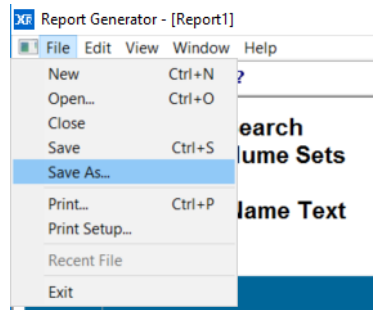 XR Report Generator - [Report1]
File Edit View Window Help
New Ctrl+N
?
Open... Ctrl+O
Close
earch
Save Ctrl+S
lume Sets
Save As...
Print... Ctrl+P
Name Text
Print Setup...
Recent File
Exit